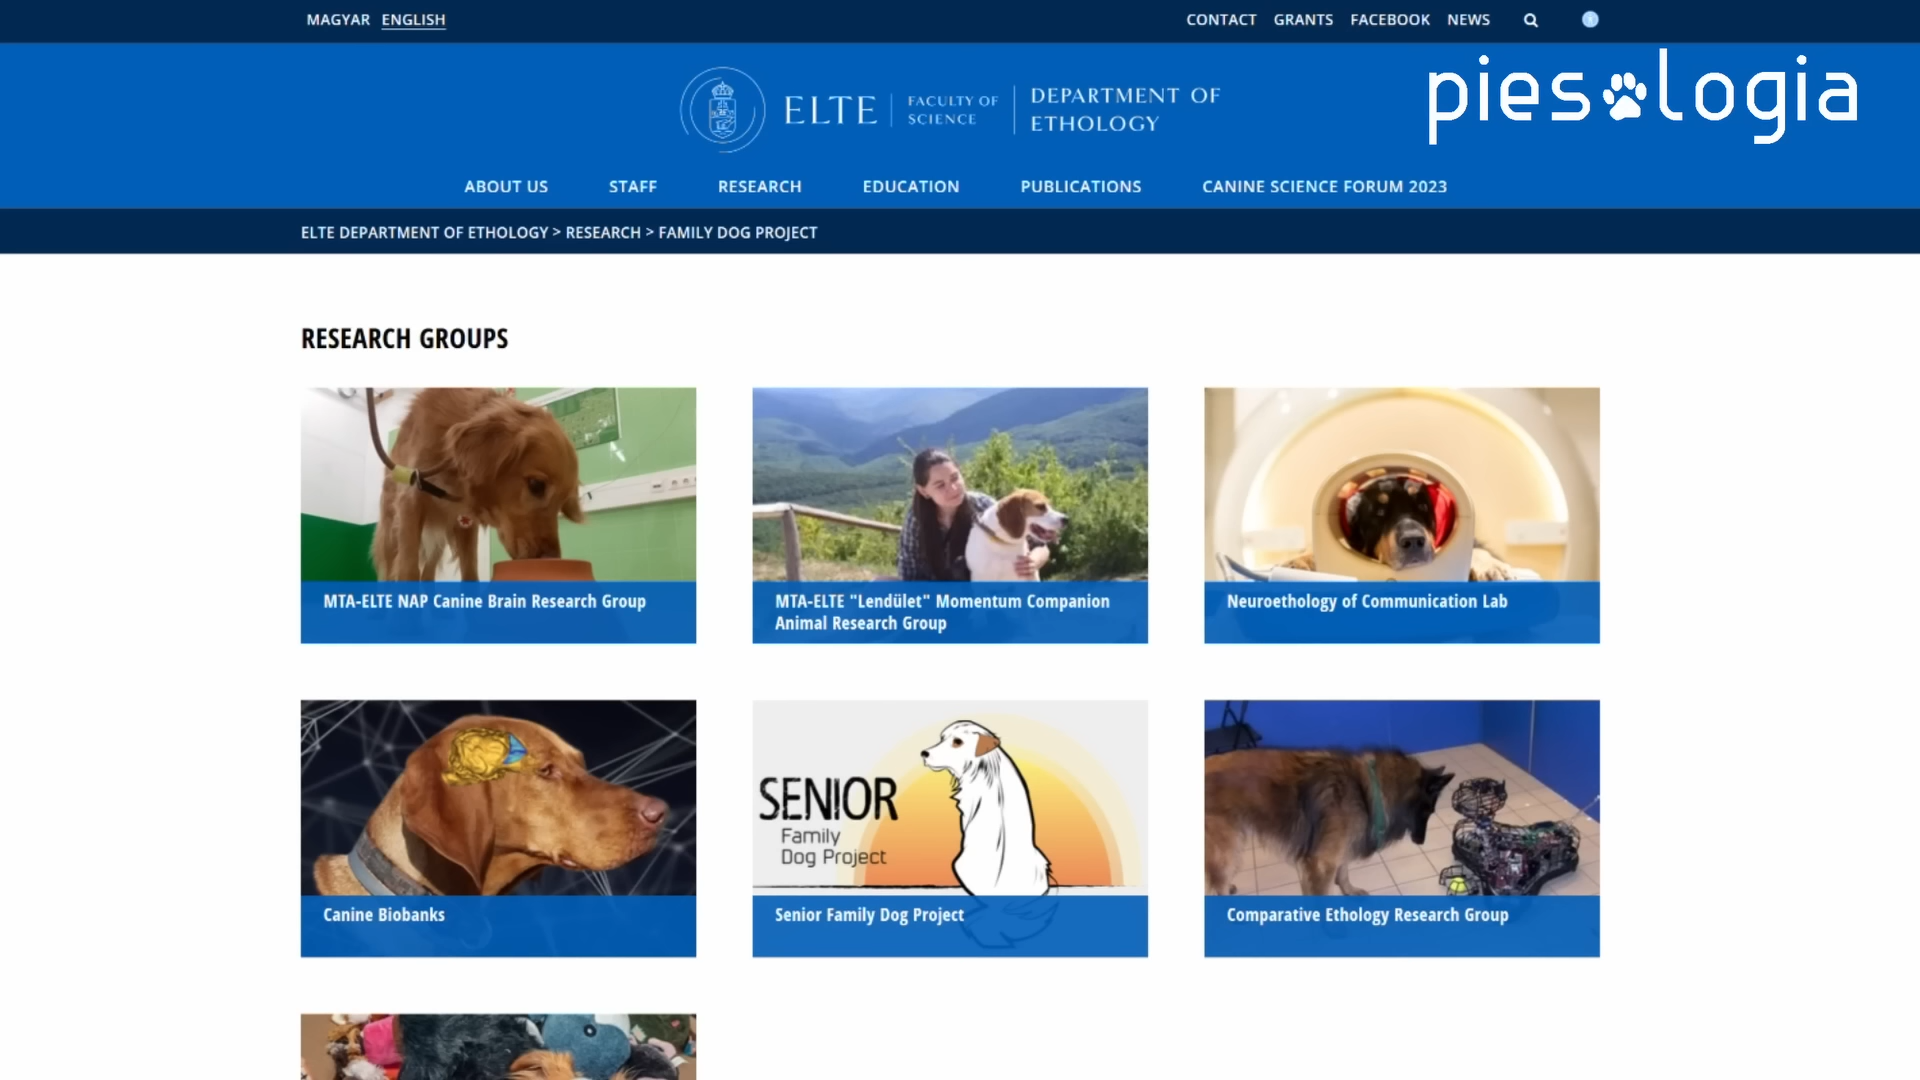 MAGYAR ENGLISH
CONTACT GRANTS FACEBOOK NEWS
pies logia
ELTE
FACULTY OF
SCIENCE
DEPARTMENT OF
ETHOLOGY
ABOUT US STAFF RESEARCH EDUCATION PUBLICATIONS CANINE SCIENCE FORUM 2023
ELTE DEPARTMENT OF ETHOLOGY > RESEARCH > FAMILY DOG PROJECT
RESEARCH GROUPS
MTA-ELTE NAP Canine Brain Research Group
MTA-ELTE "Lendület" Momentum Companion
Animal Research Group
Neuroethology of Communication Lab
SENIOR
Family
Dog Project
Canine Biobanks
Senior Family Dog Project
Comparative Ethology Research Group